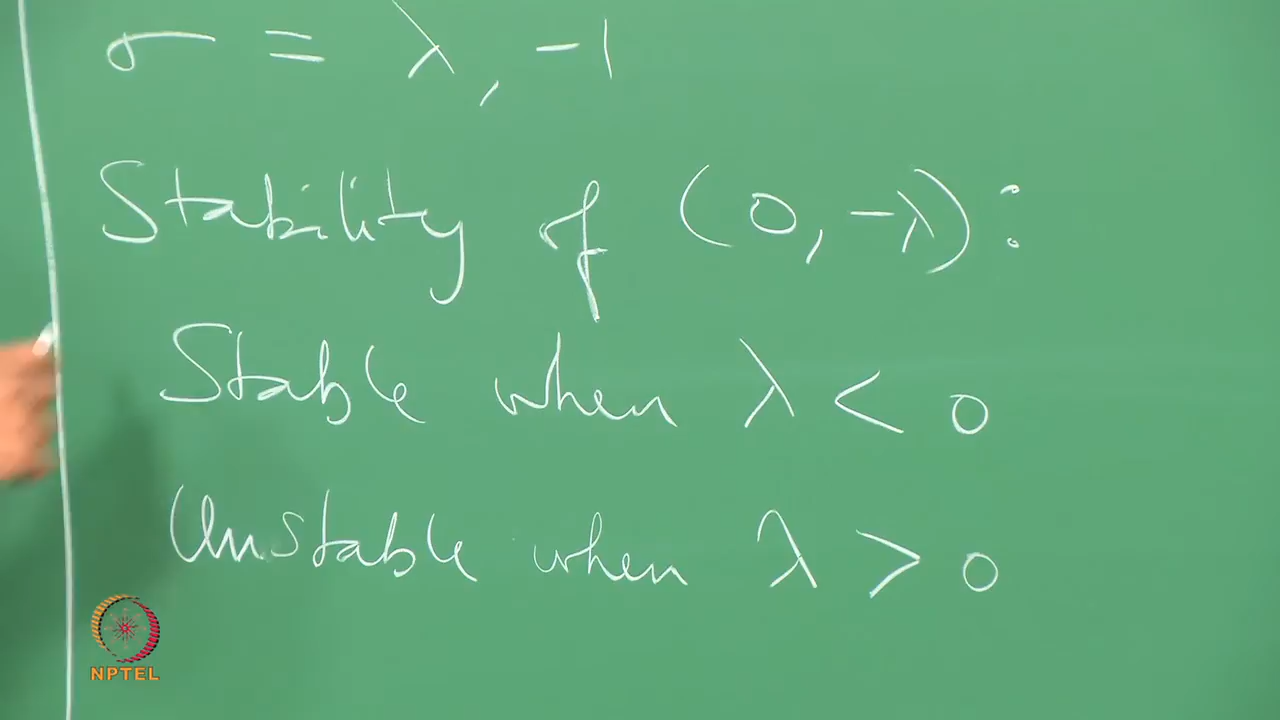 σ = λ, -1
Stability of (0, -λ):
Stable when λ < 0
Unstable when λ > 0
NPTEL